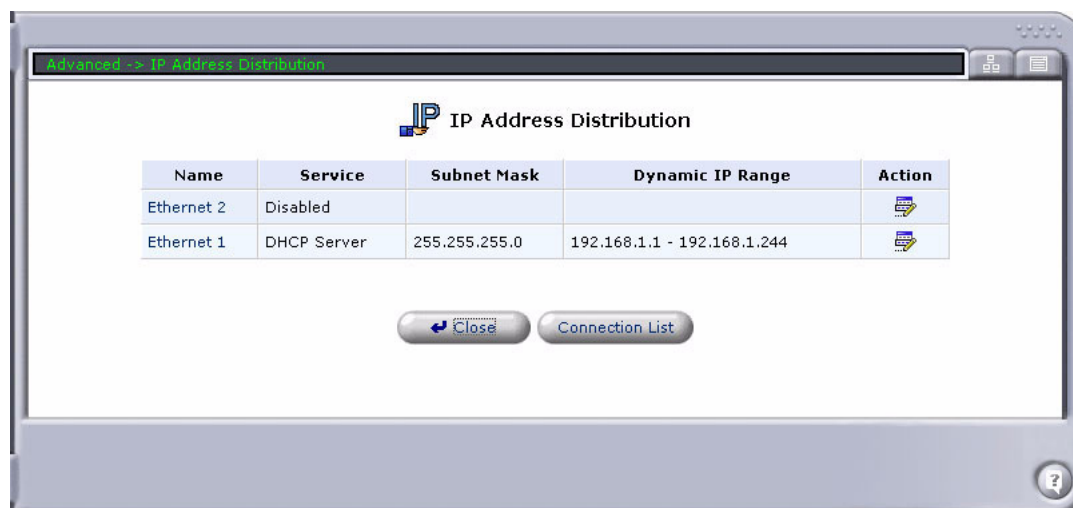 Advanced -> IP Address Distribution
IP IP Address Distribution
Name Service Subnet Mask Dynamic IP Range Action
Ethernet 2 Disabled
Ethernet 1 DHCP Server 255.255.255.0 192.168.1.1 - 192.168.1.244
Close Connection List
?